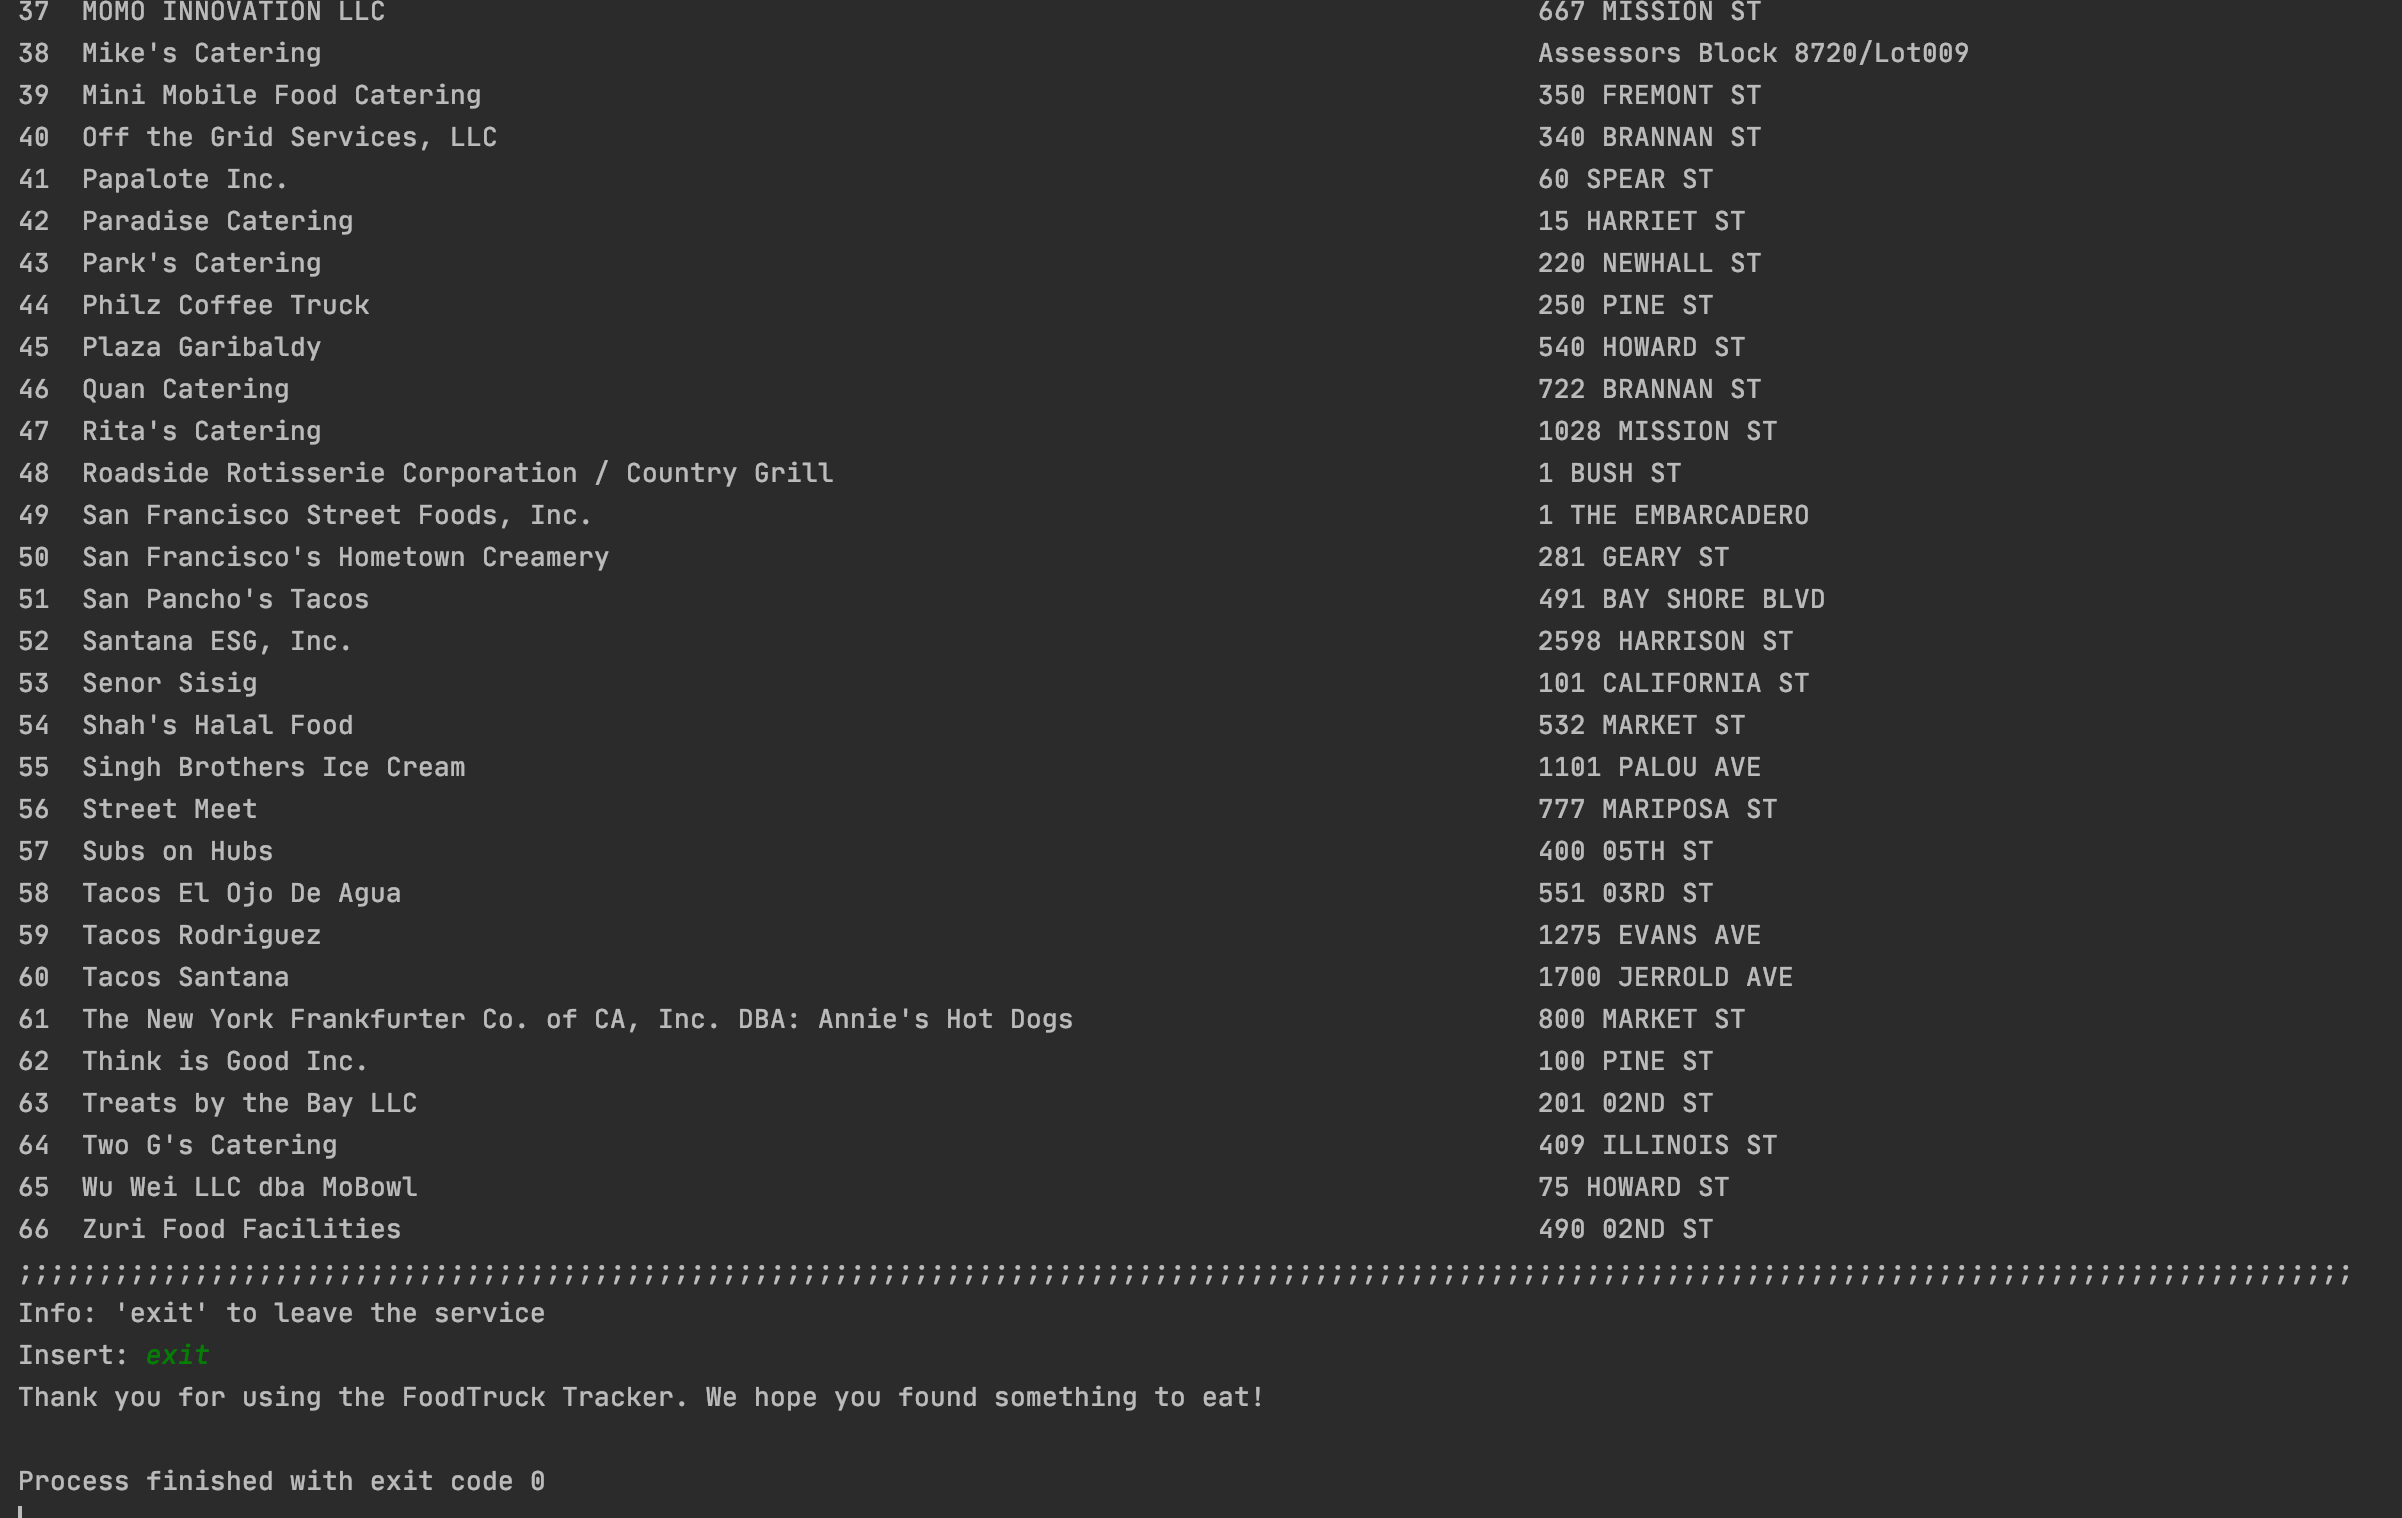 37  MOMO INNOVATION LLC  667 MISSION ST
38  Mike's Catering  Assessors Block 8720/Lot009
39  Mini Mobile Food Catering  350 FREMONT ST
40  Off the Grid Services, LLC  340 BRANNAN ST
41  Papalote Inc.  60 SPEAR ST
42  Paradise Catering  15 HARRIET ST
43  Park's Catering  220 NEWHALL ST
44  Philz Coffee Truck  250 PINE ST
45  Plaza Garibaldy  540 HOWARD ST
46  Quan Catering  722 BRANNAN ST
47  Rita's Catering  1028 MISSION ST
48  Roadside Rotisserie Corporation / Country Grill  1 BUSH ST
49  San Francisco Street Foods, Inc.  1 THE EMBARCADERO
50  San Francisco's Hometown Creamery  281 GEARY ST
51  San Pancho's Tacos  491 BAY SHORE BLVD
52  Santana ESG, Inc.  2598 HARRISON ST
53  Senor Sisig  101 CALIFORNIA ST
54  Shah's Halal Food  532 MARKET ST
55  Singh Brothers Ice Cream  1101 PALOU AVE
56  Street Meet  777 MARIPOSA ST
57  Subs on Hubs  400 05TH ST
58  Tacos El Ojo De Agua  551 03RD ST
59  Tacos Rodriguez  1275 EVANS AVE
60  Tacos Santana  1700 JERROLD AVE
61  The New York Frankfurter Co. of CA, Inc. DBA: Annie's Hot Dogs  800 MARKET ST
62  Think is Good Inc.  100 PINE ST
63  Treats by the Bay LLC  201 02ND ST
64  Two G's Catering  409 ILLINOIS ST
65  Wu Wei LLC dba MoBowl  75 HOWARD ST
66  Zuri Food Facilities  490 02ND ST
;;;;;;;;;;;;;;;;;;;;;;;;;;;;;;;;;;;;;;;;;;;;;;;;;;;;;;;;;;;;;;;;;;;;;;;;;;;;;;;;;;;;;;;;;;;;;;;;;;;;;;;;;;;;;;;;;;;;;;;;;;;;;;;;;;;;;;;;;;;;;;;;;;
Info: 'exit' to leave the service
Insert: exit
Thank you for using the FoodTruck Tracker. We hope you found something to eat!
Process finished with exit code 0